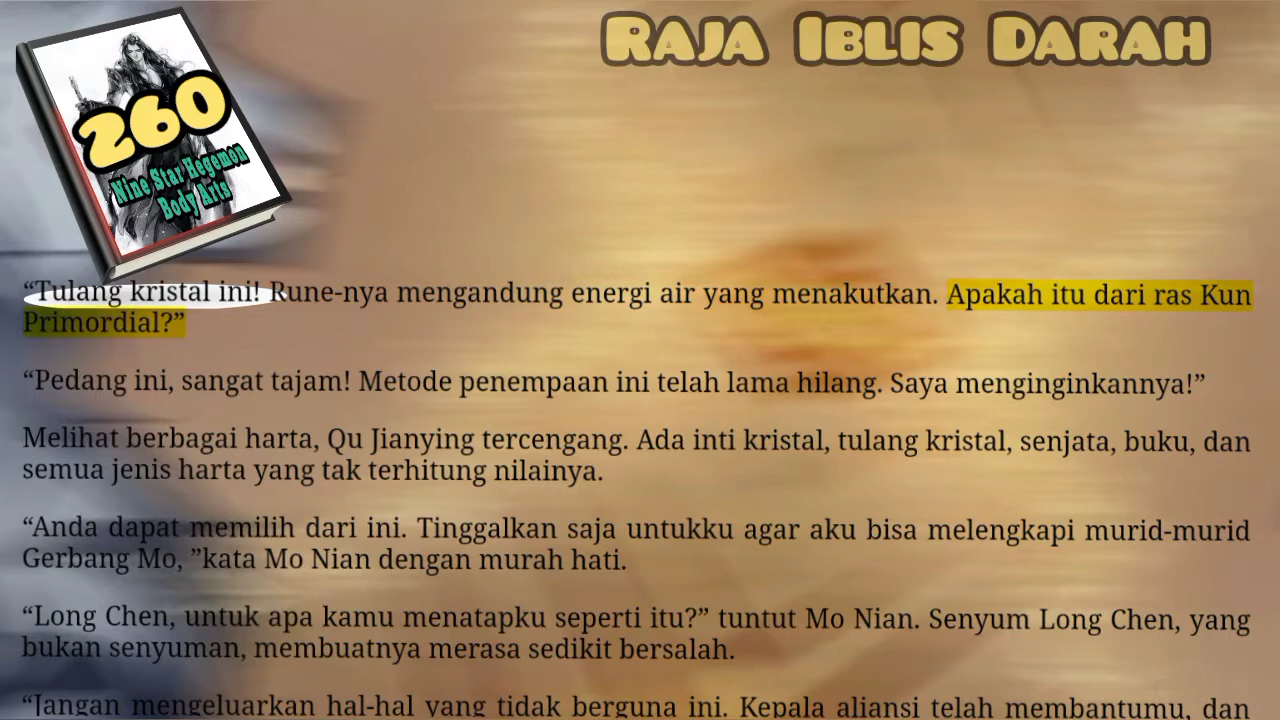 Raja Iblis Darah
260
Nine Star Hegemon
Body Arts
“Tulang kristal ini! Rune-nya mengandung energi air yang menakutkan. Apakah itu dari ras Kun
Primordial?”
“Pedang ini, sangat tajam! Metode penempaan ini telah lama hilang. Saya menginginkannya!”
Melihat berbagai harta, Qu Jianying tercengang. Ada inti kristal, tulang kristal, senjata, buku, dan
semua jenis harta yang tak terhitung nilainya.
“Anda dapat memilih dari ini. Tinggalkan saja untukku agar aku bisa melengkapi murid-murid
Gerbang Mo, ”kata Mo Nian dengan murah hati.
“Long Chen, untuk apa kamu menatapku seperti itu?” tuntut Mo Nian. Senyum Long Chen, yang
bukan senyuman, membuatnya merasa sedikit bersalah.
“Jangan mengeluarkan hal-hal yang tidak berguna ini. Kepala aliansi telah membantumu, dan